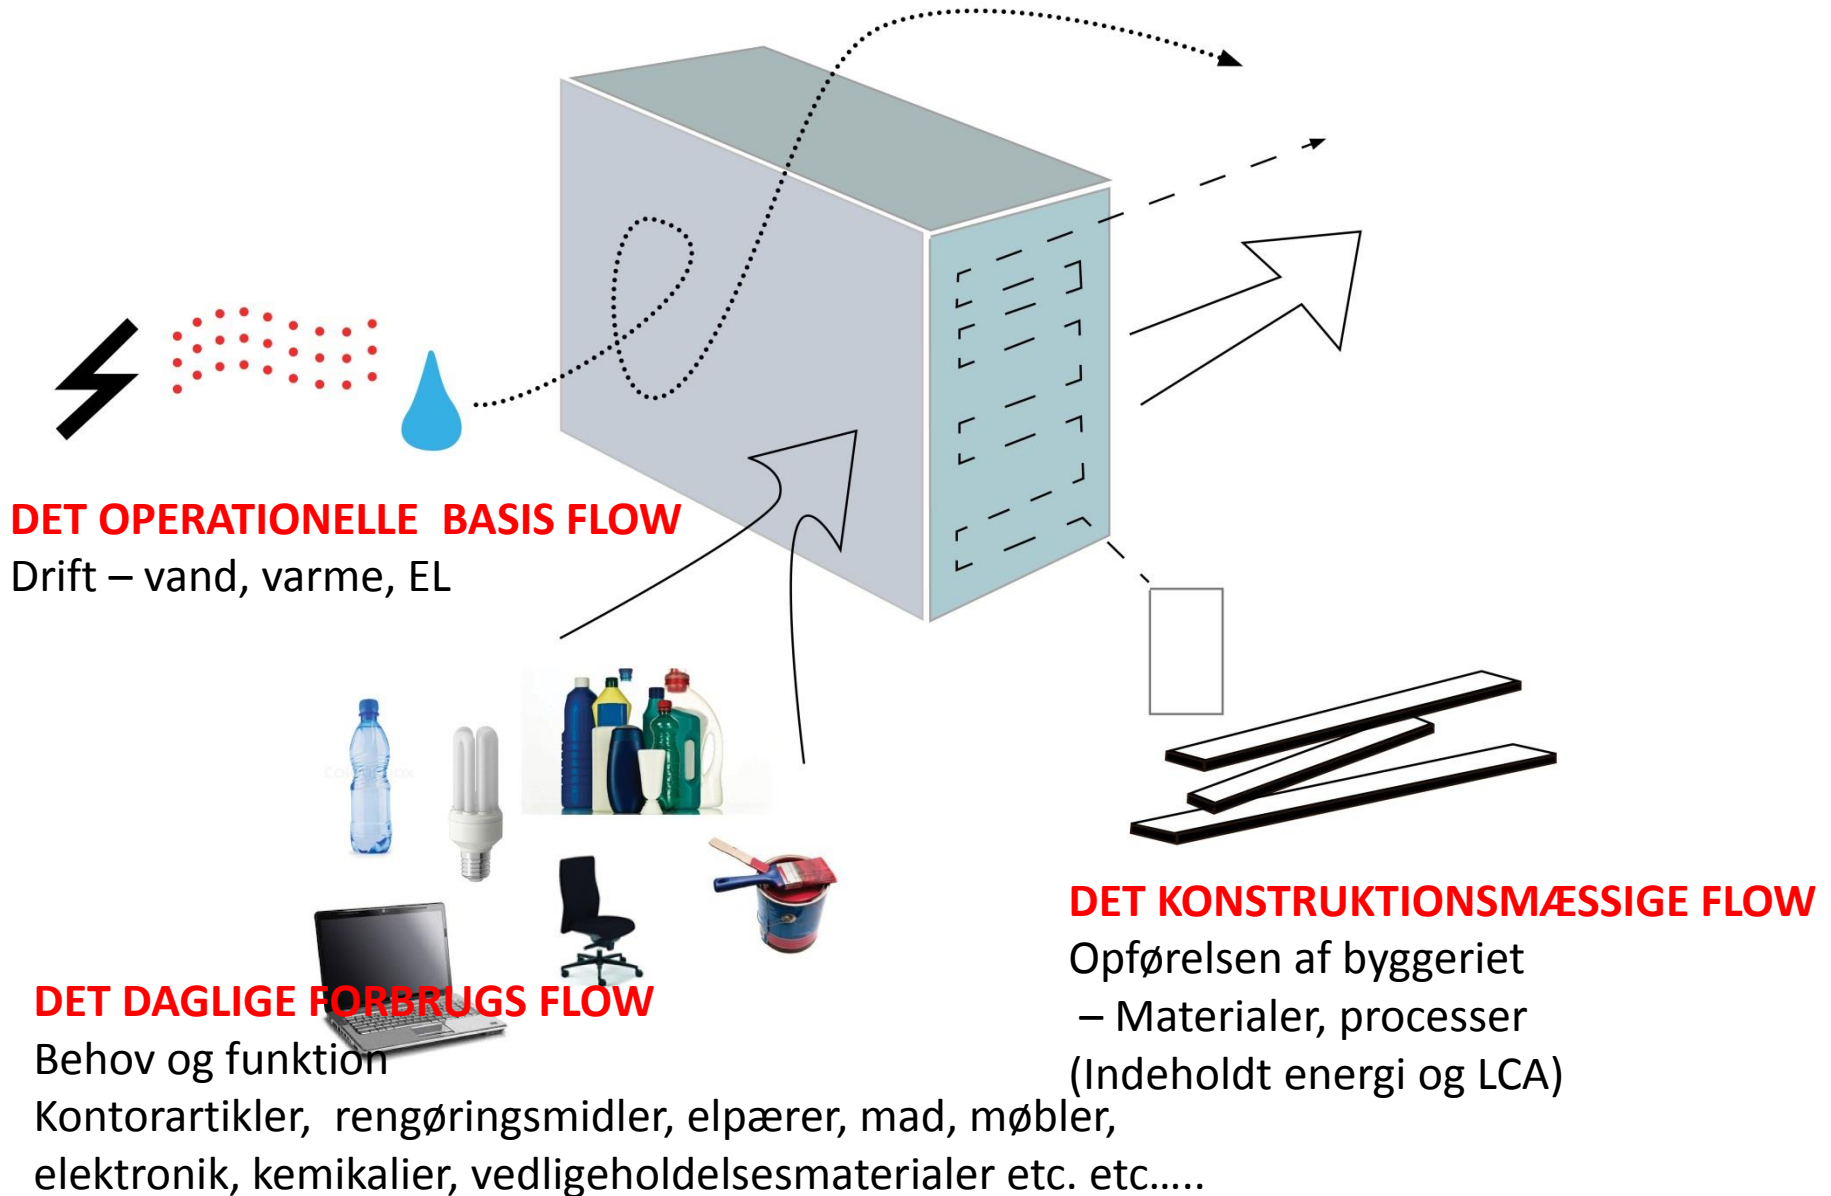 DET OPERATIONELLE BASIS FLOW
Drift – vand, varme, EL
DET KONSTRUKTIONSMÆSSIGE FLOW
Opførelsen af byggeriet
– Materialer, processer
(Indeholdt energi og LCA)
DET DAGLIGE FORBRUGS FLOW
Behov og funktion
Kontorartikler, rengøringsmidler, elpærer, mad, møbler,
elektronik, kemikalier, vedligeholdelsesmaterialer etc. etc.....